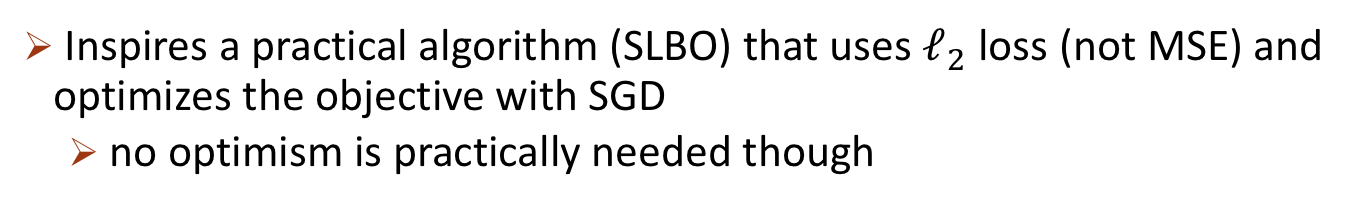 ➢ Inspires a practical algorithm (SLBO) that uses ℓ₂ loss (not MSE) and
optimizes the objective with SGD
➢ no optimism is practically needed though